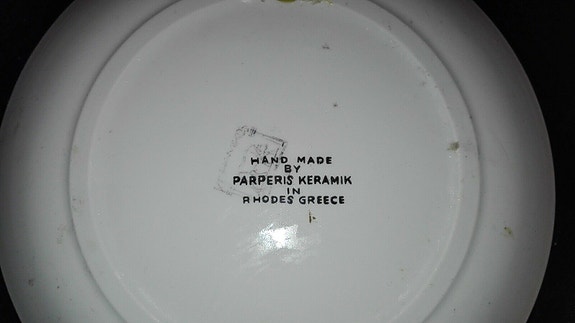 HAND MADE
BY
PARPERIS KERAMIK
IN
RHODES GREECE